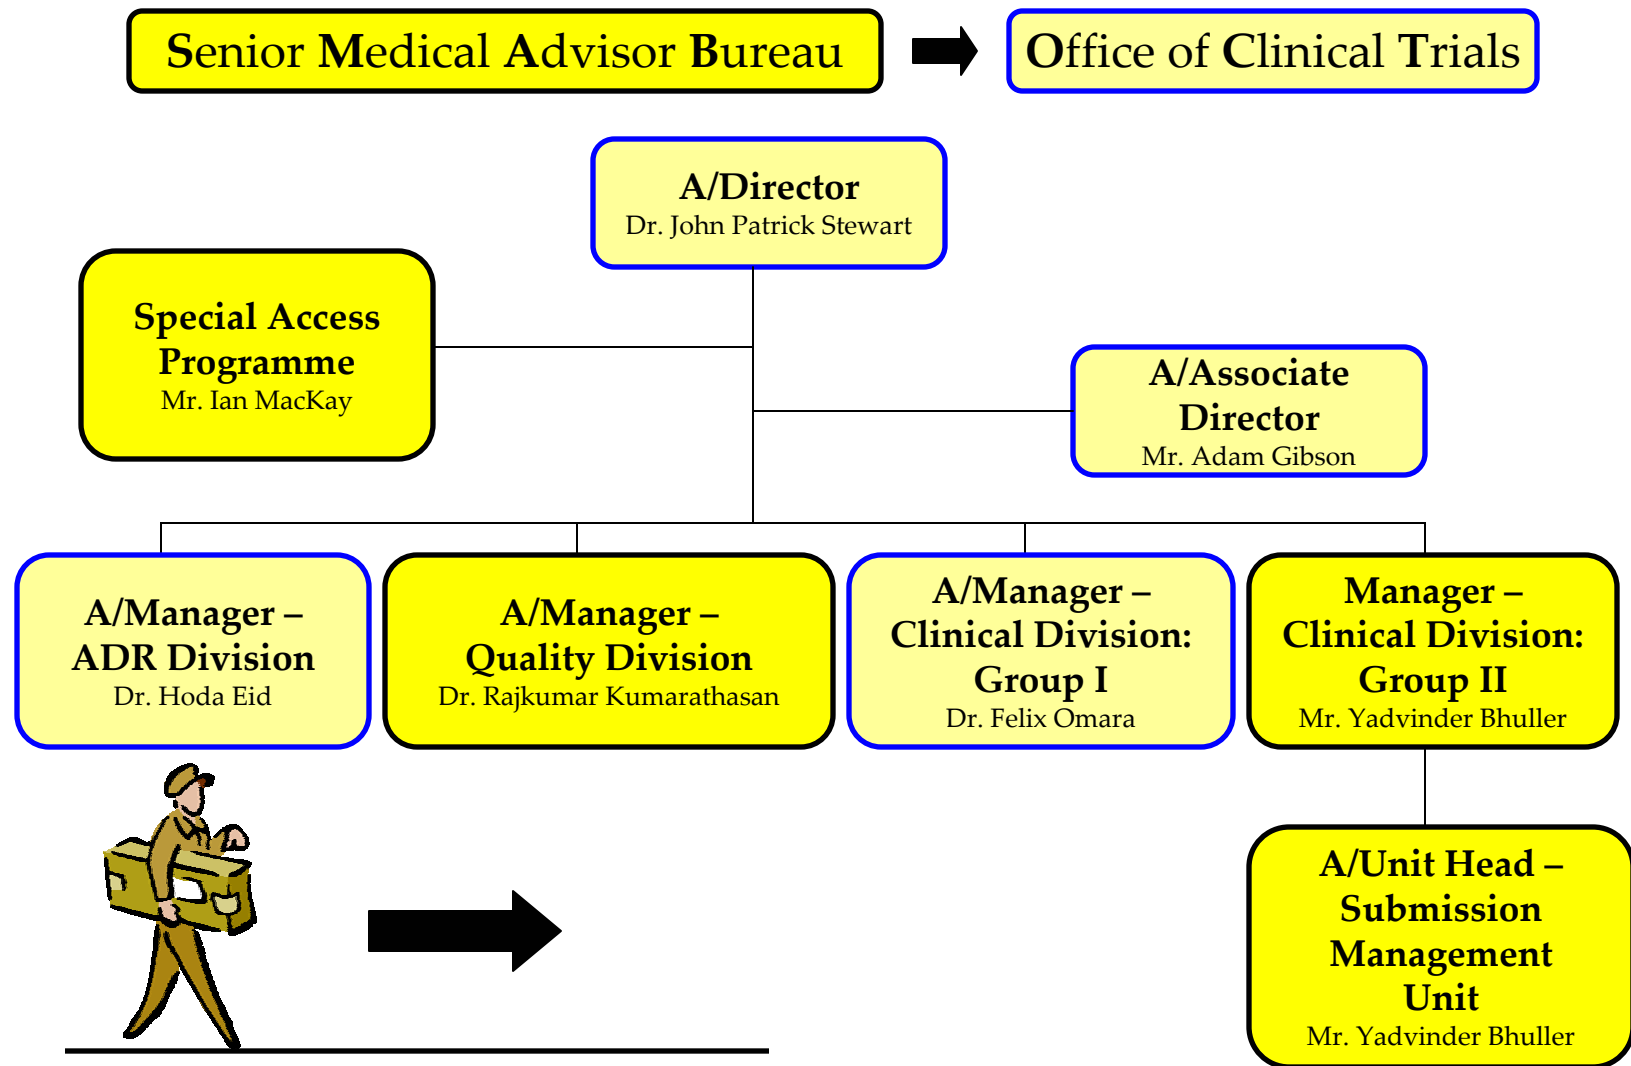 Senior Medical Advisor Bureau
Office of Clinical Trials
A/Director
Dr. John Patrick Stewart
Special Access
Programme
Mr. Ian MacKay
A/Associate
Director
Mr. Adam Gibson
A/Manager –
ADR Division
Dr. Hoda Eid
A/Manager –
Quality Division
Dr. Rajkumar Kumarathasan
A/Manager –
Clinical Division:
Group I
Dr. Felix Omara
Manager –
Clinical Division:
Group II
Mr. Yadvinder Bhuller
A/Unit Head –
Submission
Management
Unit
Mr. Yadvinder Bhuller